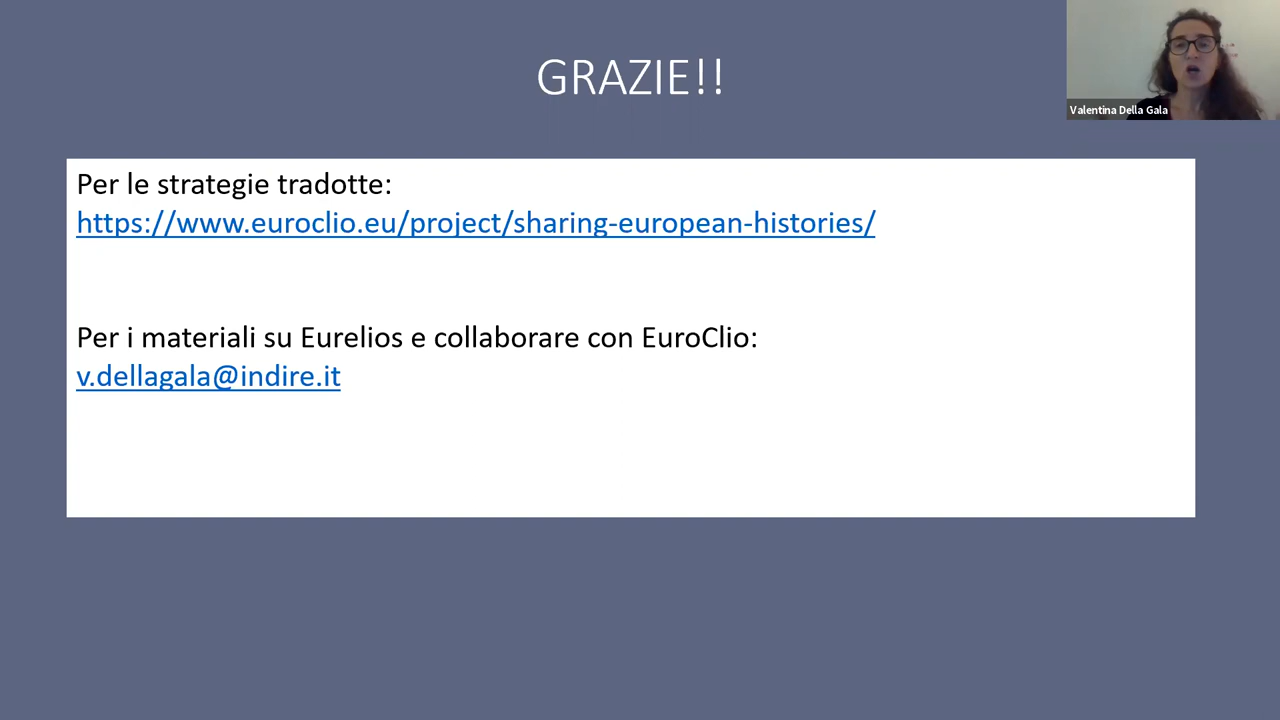 GRAZIE!!
Valentina Della Gala
Per le strategie tradotte:
https://www.euroclio.eu/project/sharing-european-histories/
Per i materiali su Eurelios e collaborare con EuroClio:
v.dellagala@indire.it